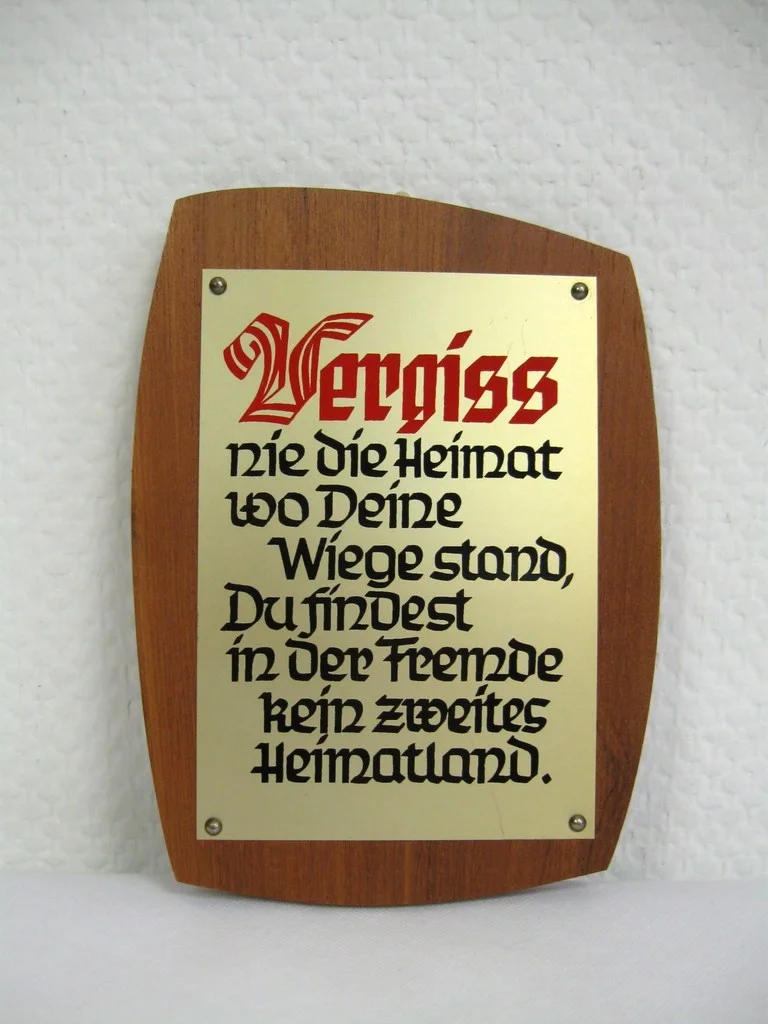 Vergiss
nie die Heimat
wo Deine
Wiege stand,
Du findest
in der Fremde
kein zweites
Heimatland.